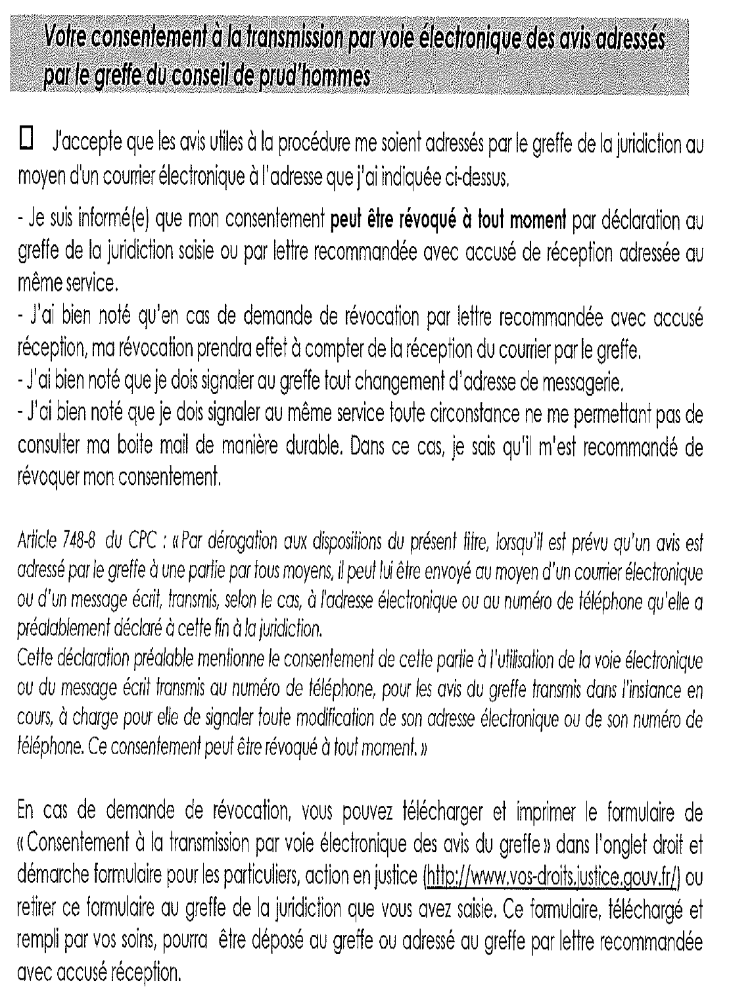 Votre consentement à la transmission par voie électronique des avis adressés
par le greffe du conseil de prud'hommes
J'accepte que les avis utiles à la procédure me soient adressés par le greffe de la juridiction au
moyen d'un courrier électronique à l'adresse que j'ai indiquée ci-dessus.
- Je suis informé(e) que mon consentement peut être révoqué à tout moment par déclaration au
greffe de la juridiction saisie ou par lettre recommandée avec accusé de réception adressée au
même service.
- J'ai bien noté qu'en cas de demande de révocation par lettre recommandée avec accusé
réception, ma révocation prendra effet à compter de la réception du courrier par le greffe.
- J'ai bien noté que je dois signaler au greffe tout changement d'adresse de messagerie.
- J'ai bien noté que je dois signaler au même service toute circonstance ne me permettant pas de
consulter ma boite mail de manière durable. Dans ce cas, je sais qu'il m'est recommandé de
révoquer mon consentement.
Article 748-8 du CPC : « Par dérogation aux dispositions du présent titre, lorsqu'il est prévu qu'un avis est
adressé par le greffe à une partie par tous moyens, il peut lui être envoyé au moyen d'un courrier électronique
ou d'un message écrit, transmis, selon le cas, à l'adresse électronique ou au numéro de téléphone qu'elle a
préalablement déclaré à cette fin à la juridiction.
Cette déclaration préalable mentionne le consentement de cette partie à l'utilisation de la voie électronique
ou du message écrit transmis au numéro de téléphone, pour les avis du greffe transmis dans l'instance en
cours, à charge pour elle de signaler toute modification de son adresse électronique ou de son numéro de
téléphone. Ce consentement peut être révoqué à tout moment. »
En cas de demande de révocation, vous pouvez télécharger et imprimer le formulaire de
« Consentement à la transmission par voie électronique des avis du greffe » dans l'onglet droit et
démarche formulaire pour les particuliers, action en justice (http://www.vos-droits.justice.gouv.fr/) ou
retirer ce formulaire au greffe de la juridiction que vous avez saisie. Ce formulaire, téléchargé et
rempli par vos soins, pourra être déposé au greffe ou adressé au greffe par lettre recommandée
avec accusé réception.